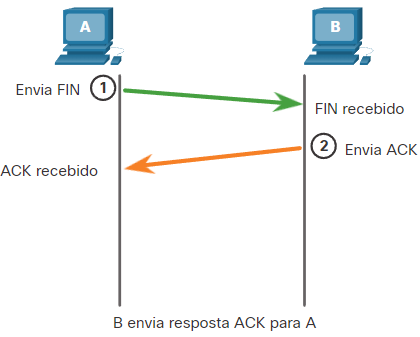 A
B
Envia FIN
1
FIN recebido
2
Envia ACK
ACK recebido
B envia resposta ACK para A